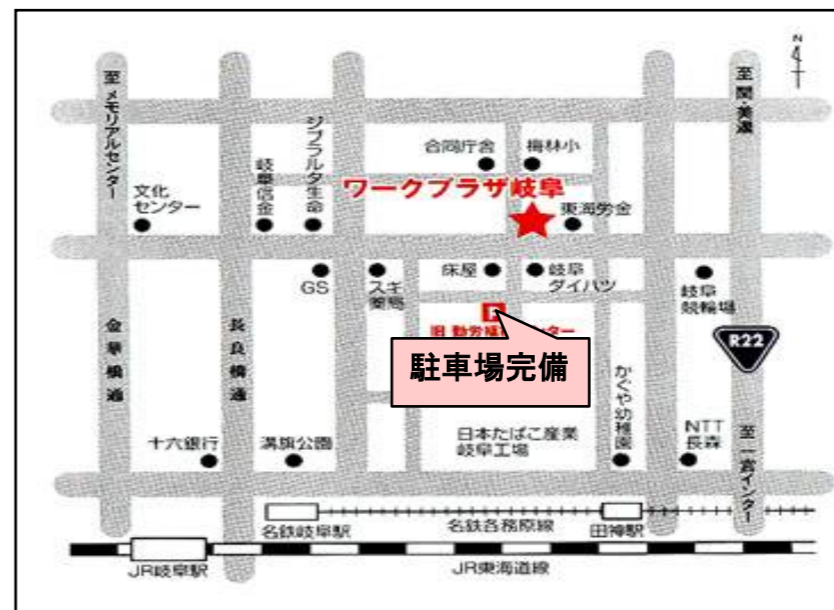 N
至 メモリアルセンター
至 関・美濃
ジブラルタ生命
岐阜信金
合同庁舎
梅林小
ワークプラザ岐阜
文化
センター
東海労金
GS
スギ
薬局
床屋
岐阜
ダイハツ
岐阜
競輪場
P
駐車場完備
R22
金華橋通
長良橋通
かぐや幼稚園
十六銀行
溝旗公園
日本たばこ産業
岐阜工場
NTT
長森
至 一宮インター
名鉄岐阜駅
名鉄各務原線
田神駅
JR岐阜駅
JR東海道線